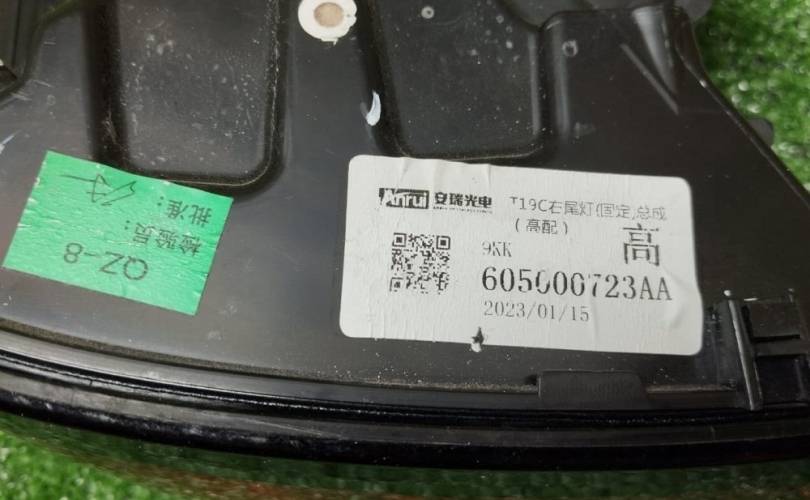 Anrui 安瑞光电
T19C右尾灯(固定)总成
(高配)
高
9KK
605000723AA
2023/01/15
QZ-8
检验员:
批准: